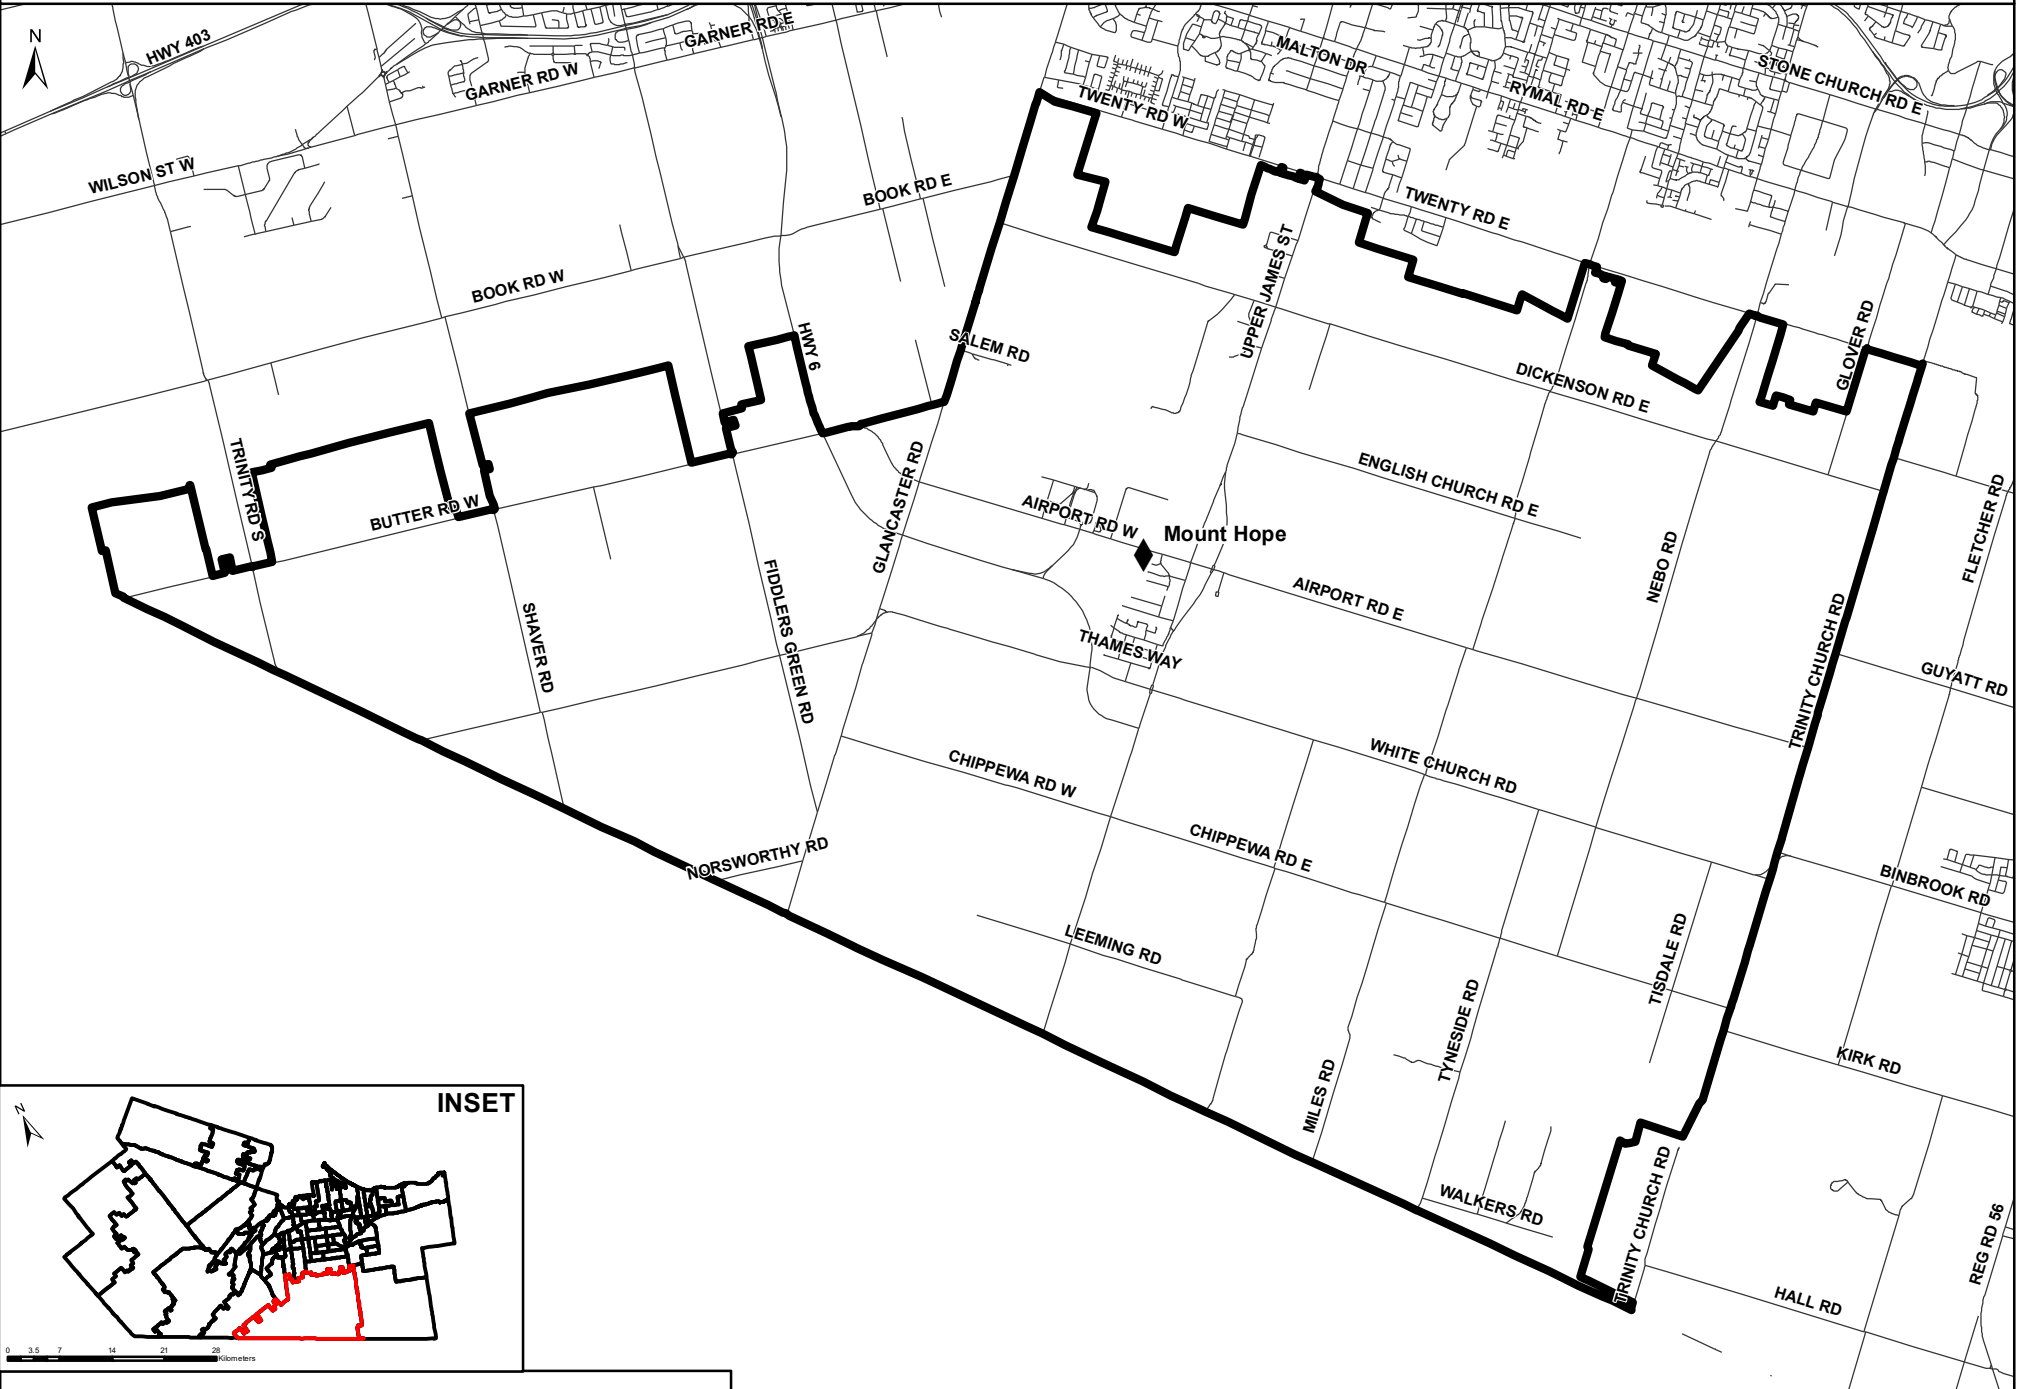 N
HWY 403
GARNER RD E
GARNER RD W
MALTON DR
STONE CHURCH RD E
RYMAL RD E
TWENTY RD W
WILSON ST W
BOOK RD E
TWENTY RD E
BOOK RD W
UPPER JAMES ST
HWY 6
SALEM RD
GLOVER RD
DICKENSON RD E
TRINITY RD S
BUTTER RD W
GLANCASTER RD
ENGLISH CHURCH RD E
AIRPORT RD W
Mount Hope
FLETCHER RD
NEBO RD
AIRPORT RD E
FIDDLERS GREEN RD
SHAVER RD
THAMES WAY
TRINITY CHURCH RD
GUYATT RD
WHITE CHURCH RD
CHIPPEWA RD W
CHIPPEWA RD E
NORSWORTHY RD
BINBROOK RD
LEEMING RD
TISDALE RD
TYNESIDE RD
KIRK RD
MILES RD
WALKERS RD
TRINITY CHURCH RD
REG RD 56
HALL RD
INSET
N
0 3.5 7 14 21 28
Kilometers